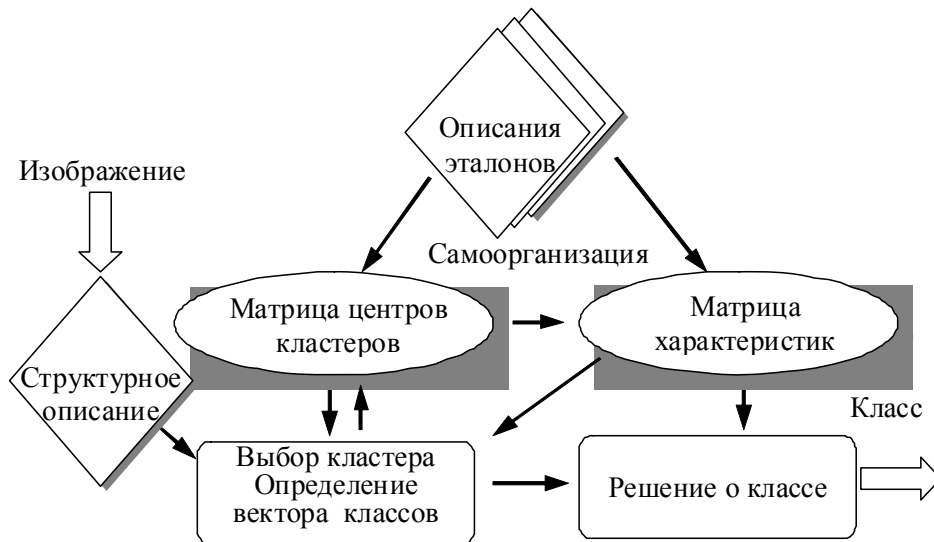 Описания
эталонов
Изображение
Самоорганизация
Матрица центров
кластеров
Матрица
характеристик
Структурное
описание
Класс
Выбор кластера
Определение
вектора классов
Решение о классе